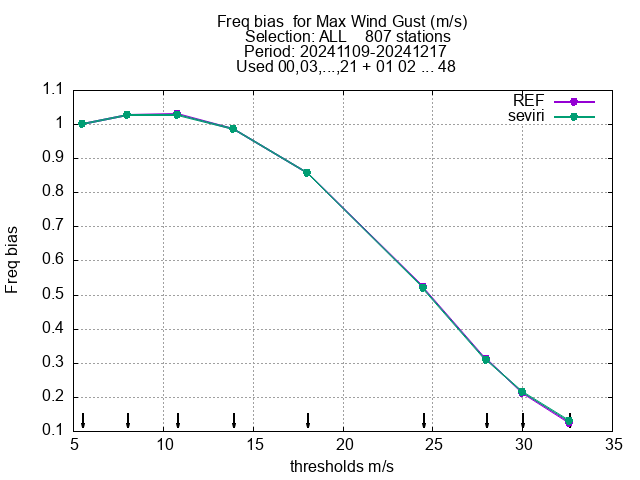 Freq bias  for Max Wind Gust (m/s)
Selection: ALL    807 stations
Period: 20241109-20241217
Used 00,03,...,21 + 01 02 ... 48
REF
seviri
1.1
1
0.9
0.8
0.7
0.6
0.5
0.4
0.3
0.2
0.1
Freq bias
5 10 15 20 25 30 35
thresholds m/s